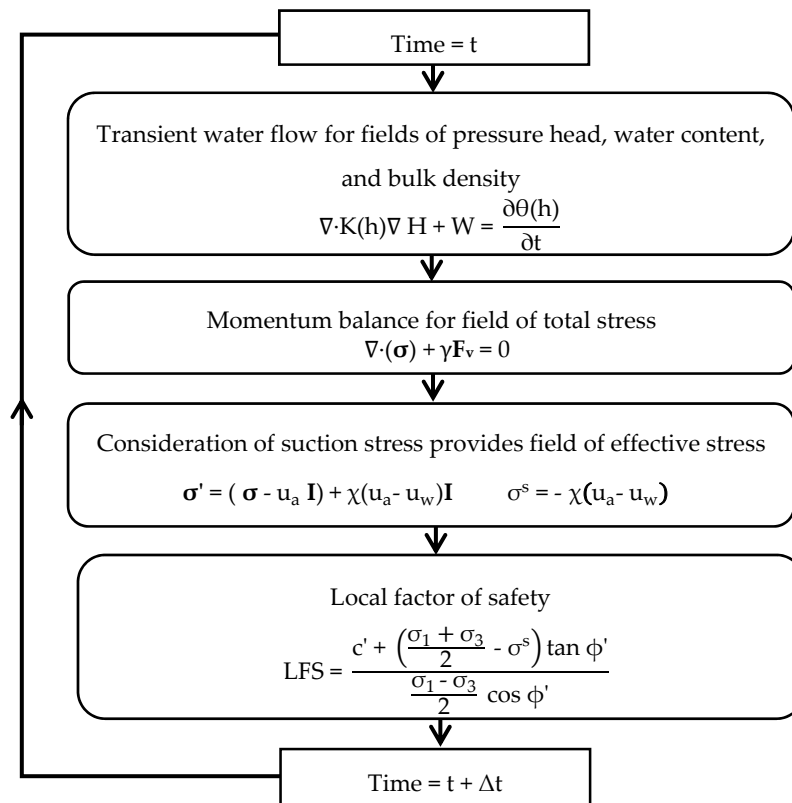 Time = t
Transient water flow for fields of pressure head, water content,
and bulk density
∇·K(h)∇ H + W = ∂θ(h)/∂t
Momentum balance for field of total stress
∇·(σ) + γFᵥ = 0
Consideration of suction stress provides field of effective stress
σ' = ( σ - uₐ I) + χ(uₐ- u_w)I σˢ = - χ(uₐ- u_w)
Local factor of safety
LFS = (c' + ((σ₁ + σ₃)/2 - σˢ) tan ϕ')/((σ₁ - σ₃)/2 cos ϕ')
Time = t + Δt